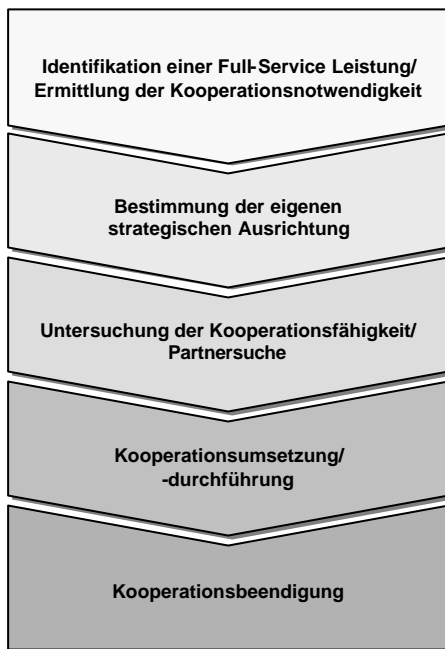 Identifikation einer Full-Service Leistung/
Ermittlung der Kooperationsnotwendigkeit
Bestimmung der eigenen
strategischen Ausrichtung
Untersuchung der Kooperationsfähigkeit/
Partnersuche
Kooperationsumsetzung/
-durchführung
Kooperationsbeendigung